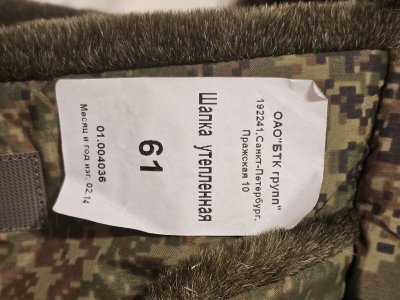 ОАО"БТК групп"
192241,Санкт-Петербург,
Пражская 10
Шапка утепленная
61
01.004036
Месяц и год изг. 02.14